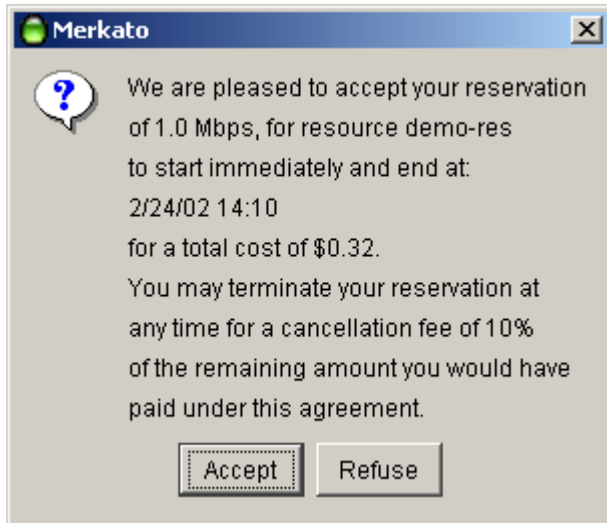 Merkato
We are pleased to accept your reservation
of 1.0 Mbps, for resource demo-res
to start immediately and end at:
2/24/02 14:10
for a total cost of $0.32.
You may terminate your reservation at
any time for a cancellation fee of 10%
of the remaining amount you would have
paid under this agreement.
Accept Refuse